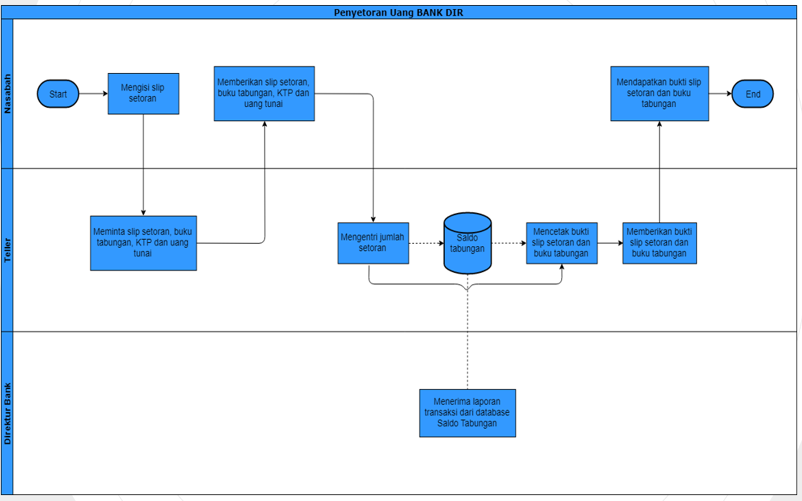 Penyetoran Uang BANK DIR
Nasabah
Start
Mengisi slip
setoran
Memberikan slip setoran,
buku tabungan, KTP dan
uang tunai
Mendapatkan bukti slip
setoran dan buku
tabungan
End
Teller
Meminta slip setoran, buku
tabungan, KTP dan uang
tunai
Mengentri jumlah
setoran
Saldo
tabungan
Mencetak bukti
slip setoran dan
buku tabungan
Memberikan bukti
slip setoran dan
buku tabungan
Direktur Bank
Menerima laporan
transaksi dari database
Saldo Tabungan